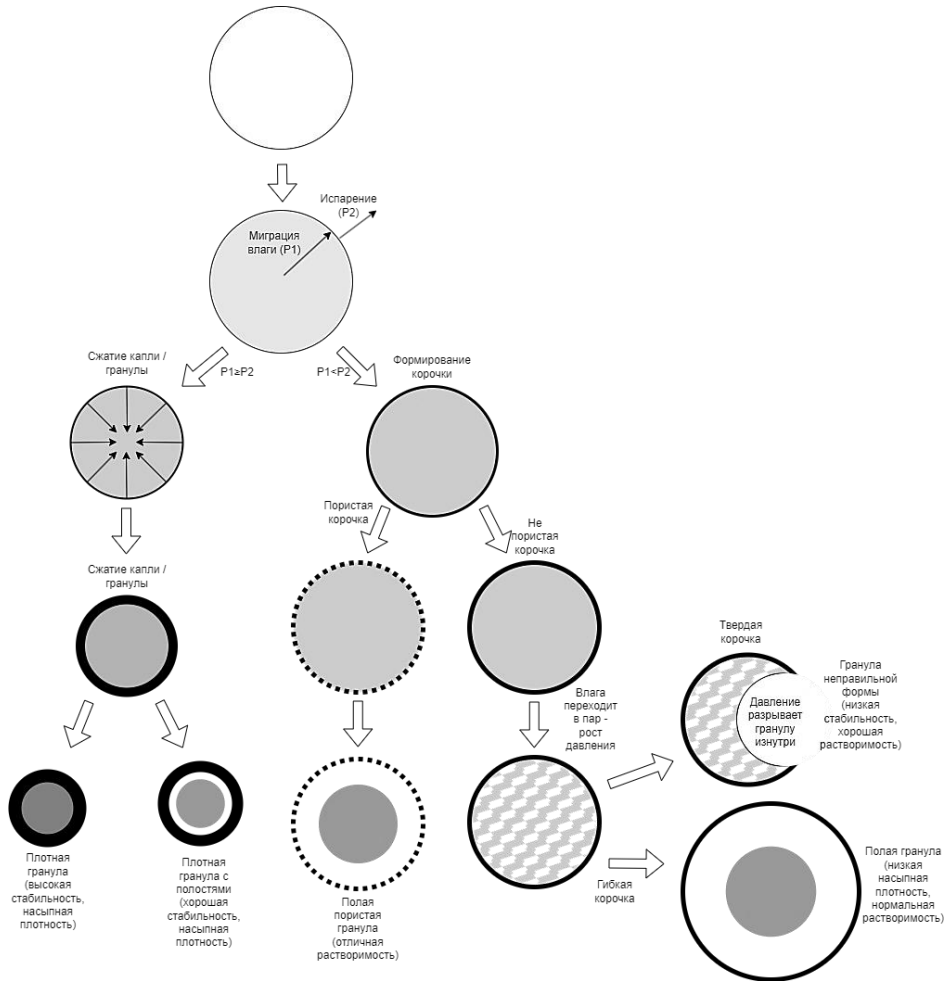 Испарение
(P2)
Миграция
влаги (P1)
Сжатие капли /
гранулы
P1≥P2
P1<P2
Формирование
корочки
Пористая
корочка
Не
пористая
корочка
Сжатие капли /
гранулы
Твердая
корочка
Влага
переходит
в пар -
рост
давления
Давление
разрывает
гранулу
изнутри
Гранула
неправильной
формы
(низкая
стабильность,
хорошая
растворимость)
Плотная
гранула
(высокая
стабильность,
насыпная
плотность)
Плотная
гранула с
полостями
(хорошая
стабильность,
насыпная
плотность)
Полая
пористая
гранула
(отличная
растворимость)
Гибкая
корочка
Полая гранула
(низкая
насыпная
плотность,
нормальная
растворимость)